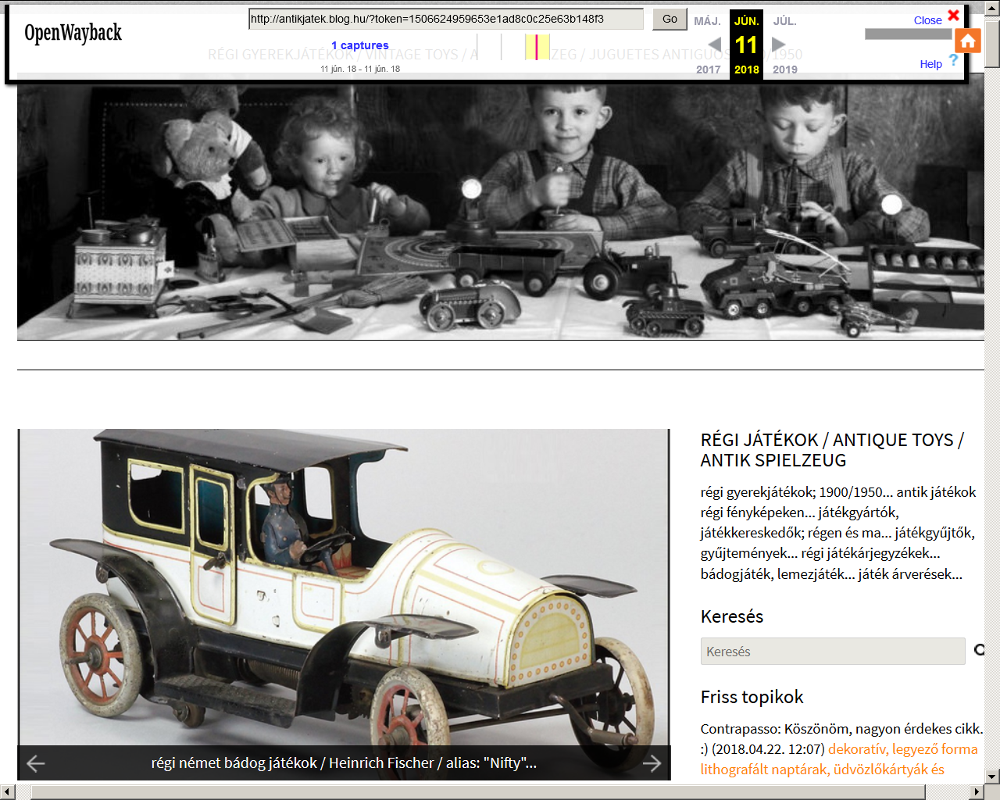 OpenWayback
http://antikjatek.blog.hu/?token=1506624959653e1ad8c0c25e63b148f3
Go
MÁJ. JÚN. JÚL.
Close
1 captures
11
11 jún. 18 - 11 jún. 18
2017 2018 2019
Help
RÉGI GYEREKJÁTÉKOK / VINTAGE TOYS / A ZEG / JUGUETES ANTIGUOS /1950
RÉGI JÁTÉKOK / ANTIQUE TOYS /
ANTIK SPIELZEUG
régi gyerekjátékok; 1900/1950... antik játékok
régi fényképeken... játékgyártók,
játékkereskedők; régen és ma... játékgyűjtők,
gyűjtemények... régi játékárjegyzékek...
bádogjáték, lemezjáték... játék árverések...
Keresés
Keresés
Friss topikok
Contrapasso: Köszönöm, nagyon érdekes cikk.
:) (2018.04.22. 12:07) dekoratív, legyező forma
lithografált naptárak, üdvözlőkártyák és
régi német bádog játékok / Heinrich Fischer / alias: "Nifty"...